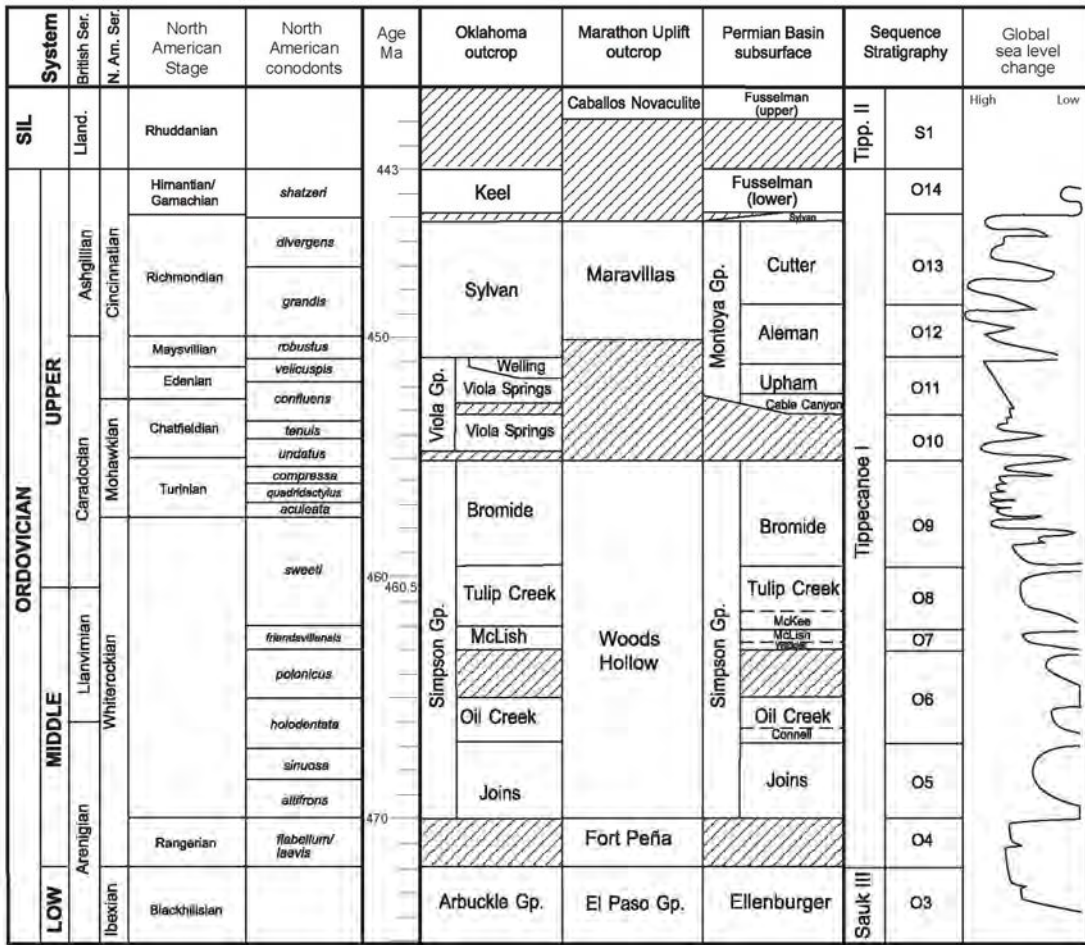 System
British Ser.
N. Am. Ser.
North
American
Stage
North
American
conodonts
Age
Ma
Oklahoma
outcrop
Marathon Uplift
outcrop
Permian Basin
subsurface
Sequence
Stratigraphy
Global
sea level
change
SIL
ORDOVICIAN
UPPER
MIDDLE
LOW
Lland.
Ashgillian
Caradocian
Llanvirnian
Arenigian
Cincinnatian
Mohawkian
Whiterockian
Ibexian
Rhuddanian
Hirnantian/
Gamachian
Richmondian
Maysvillian
Edenian
Chatfieldian
Turinian
Rangerian
Blackhillsian
shatzeri
divergens
grandis
robustus
velicuspis
confluens
tenuis
undatus
compressa
quadridactylus
aculeata
sweeti
friendsvillensis
polonicus
holodentata
sinuosa
altifrons
flabellum/
laevis
443
450
460
460.5
470
Keel
Sylvan
Viola Gp.
Welling
Viola Springs
Viola Springs
Simpson Gp.
Bromide
Tulip Creek
McLish
Oil Creek
Joins
Arbuckle Gp.
Caballos Novaculite
Maravillas
Woods
Hollow
Fort Peña
El Paso Gp.
Fusselman
(upper)
Fusselman
(lower)
Sylvan
Montoya Gp.
Cutter
Aleman
Upham
Cable Canyon
Simpson Gp.
Bromide
Tulip Creek
McKee
McLish
Oil Creek
Connell
Joins
Ellenburger
Tipp. II
Tippecanoe I
Sauk III
S1
O14
O13
O12
O11
O10
O9
O8
O7
O6
O5
O4
O3
High Low